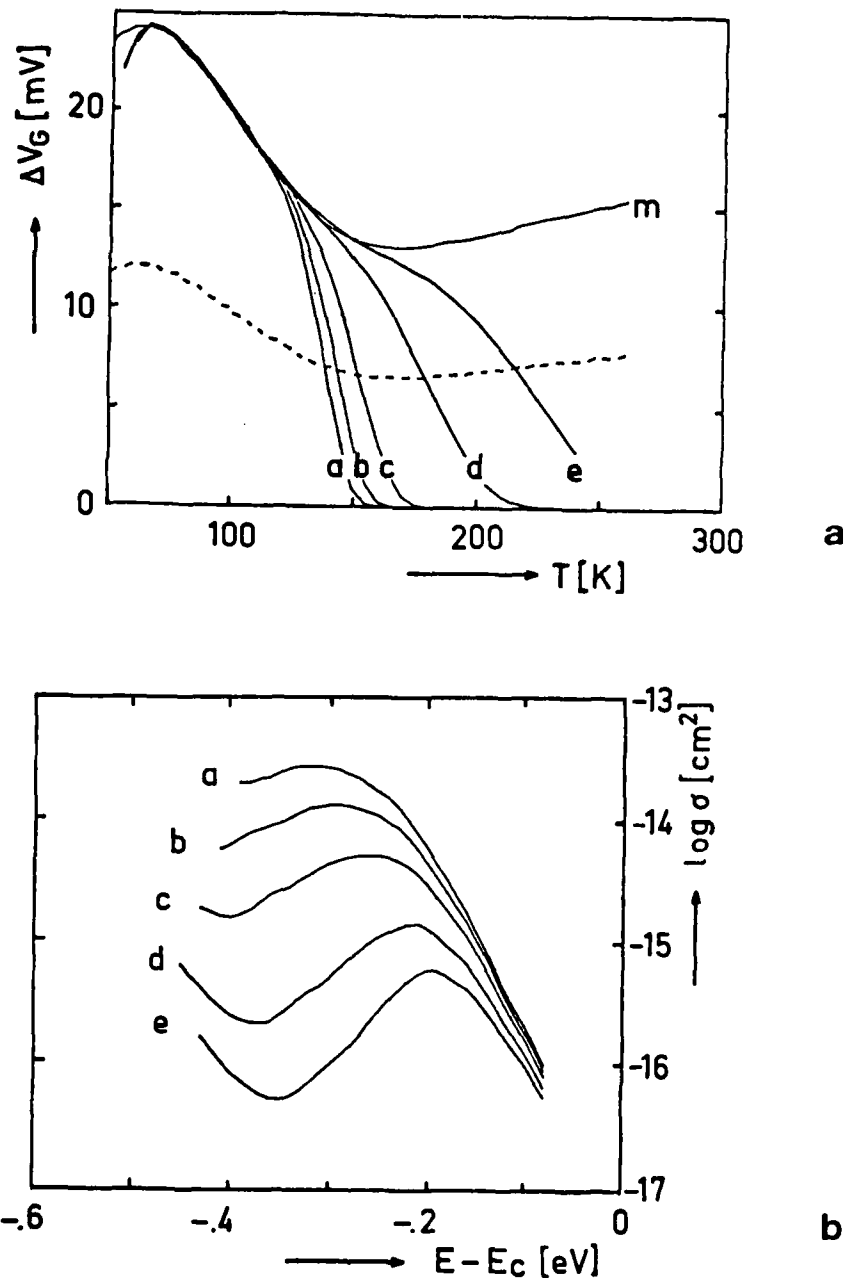 ΔV_G [mV]
20
10
0
m
a b c d e
100 200 300
T [K]
a
-13
-14
-15
-16
-17
log σ [cm²]
a
b
c
d
e
-.6 -.4 -.2 0
E - E_C [eV]
b